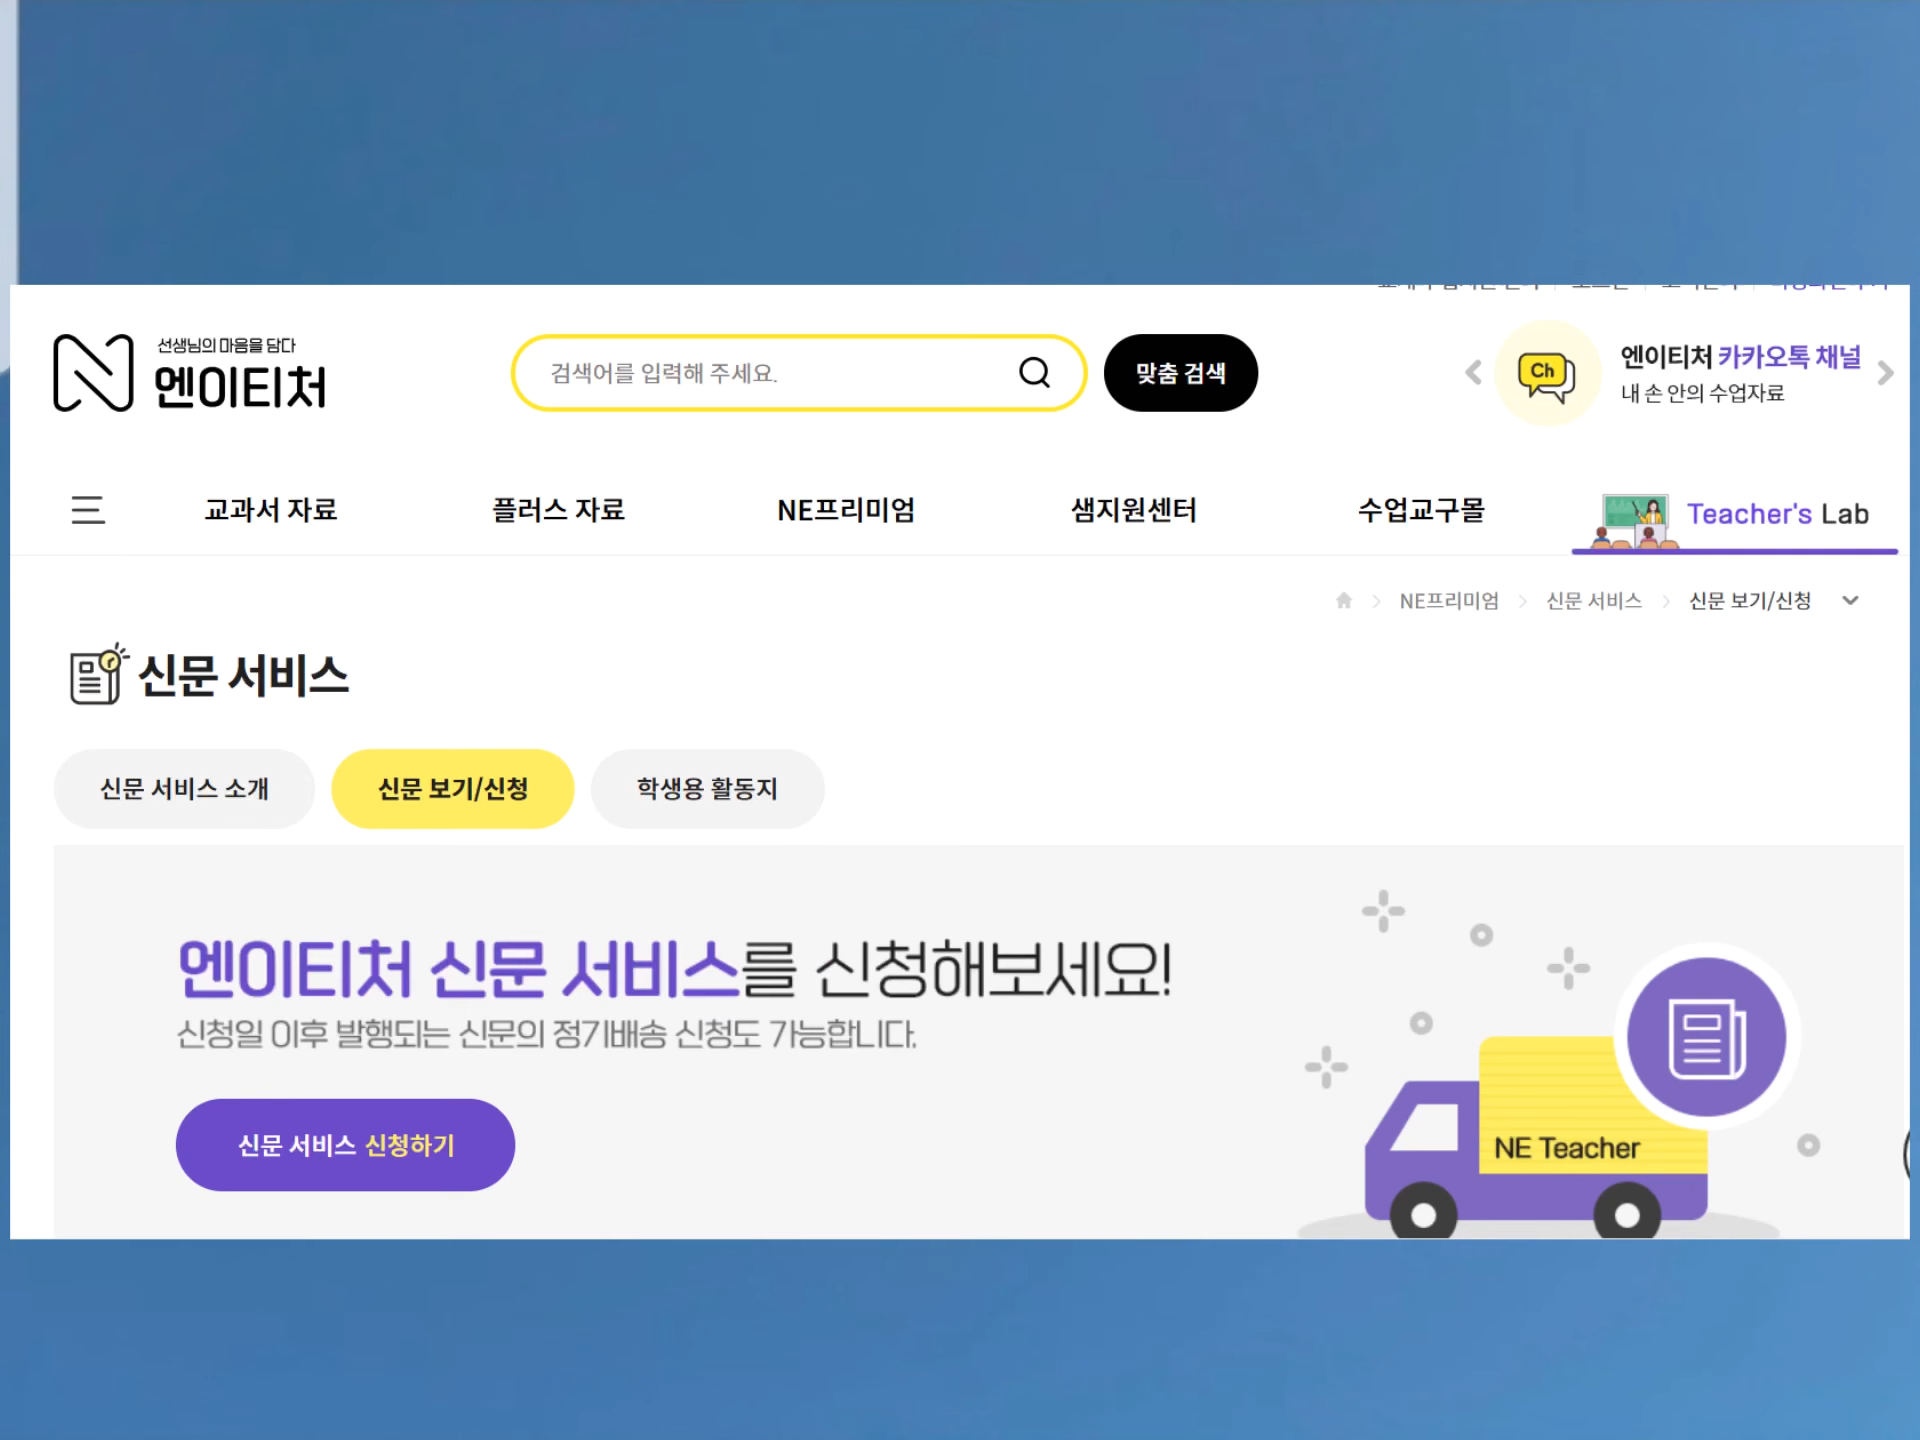 선생님의 마음을 담다
엔이티처
검색어를 입력해 주세요.
맞춤 검색
Ch
엔이티처 카카오톡 채널
내 손 안의 수업자료
교과서 자료
플러스 자료
NE프리미엄
샘지원센터
수업교구몰
Teacher's Lab
NE프리미엄
신문 서비스
신문 보기/신청
신문 서비스
신문 서비스 소개
신문 보기/신청
학생용 활동지
엔이티처 신문 서비스를 신청해보세요!
신청일 이후 발행되는 신문의 정기배송 신청도 가능합니다.
신문 서비스 신청하기
NE Teacher